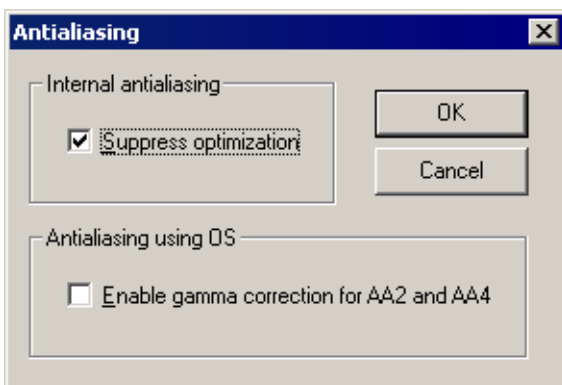 Antialiasing
Internal antialiasing
Suppress optimization
OK
Cancel
Antialiasing using OS
Enable gamma correction for AA2 and AA4